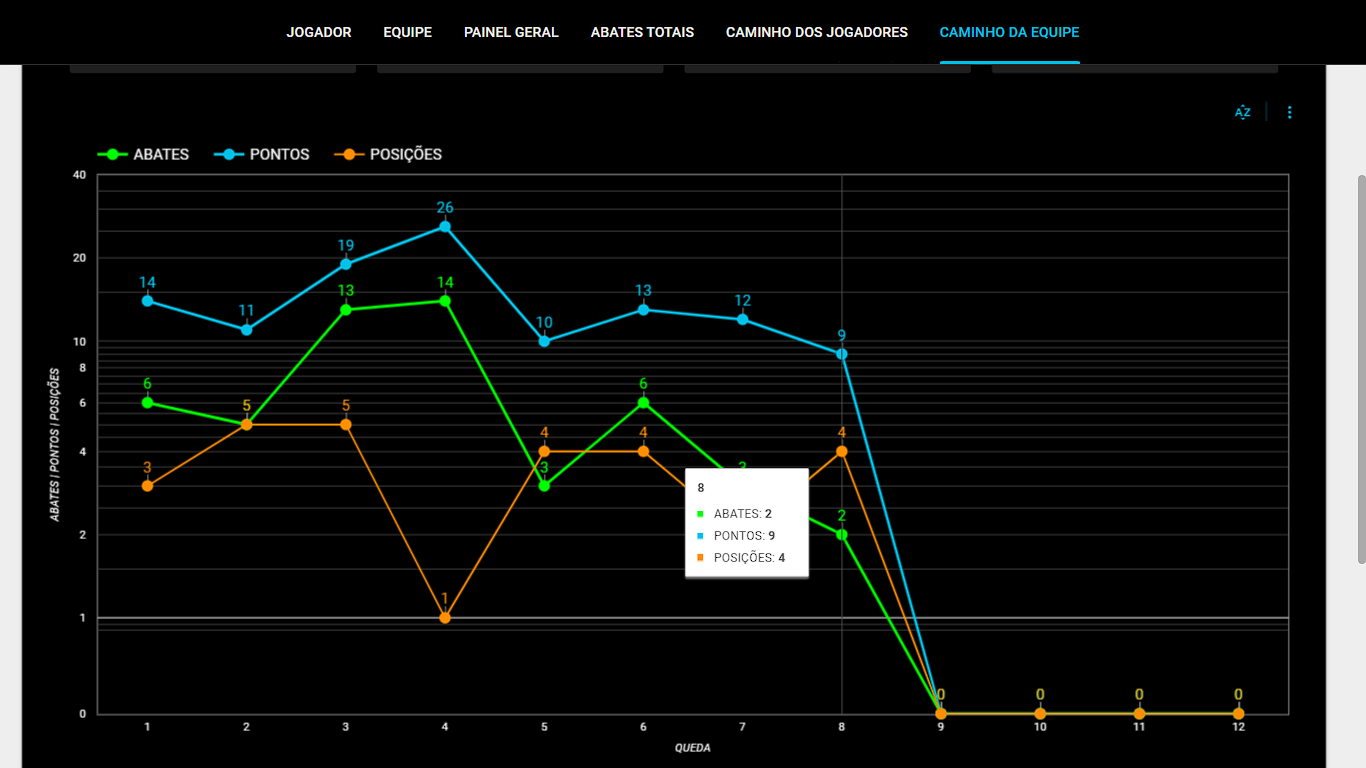 JOGADOR EQUIPE PAINEL GERAL ABATES TOTAIS CAMINHO DOS JOGADORES CAMINHO DA EQUIPE
AZ
ABATES PONTOS POSIÇÕES
40
20
10
8
6
4
2
1
0
ABATES | PONTOS | POSIÇÕES
14 11 19 26 10 13 12 9
6 5 13 14 3 6 3 2
3 5 5 1 4 4 4
0 0 0 0
8
ABATES: 2
PONTOS: 9
POSIÇÕES: 4
1 2 3 4 5 6 7 8 9 10 11 12
QUEDA